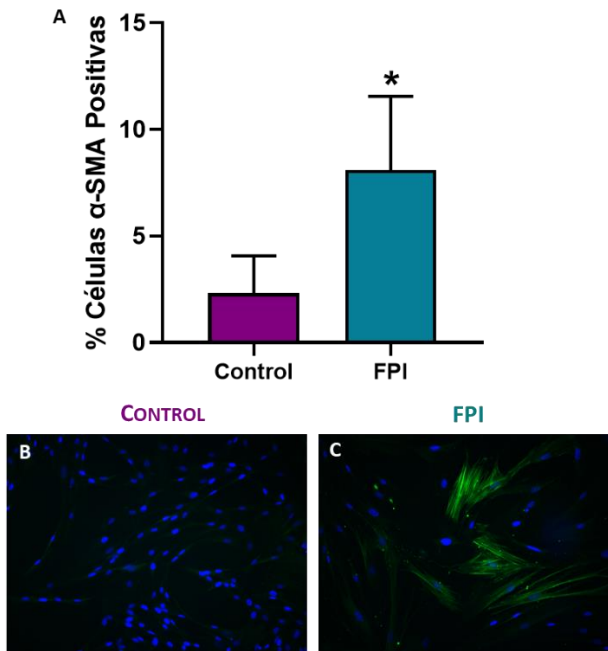 A
15
10
5
0
% Células α-SMA Positivas
*
Control
FPI
CONTROL
FPI
B
C